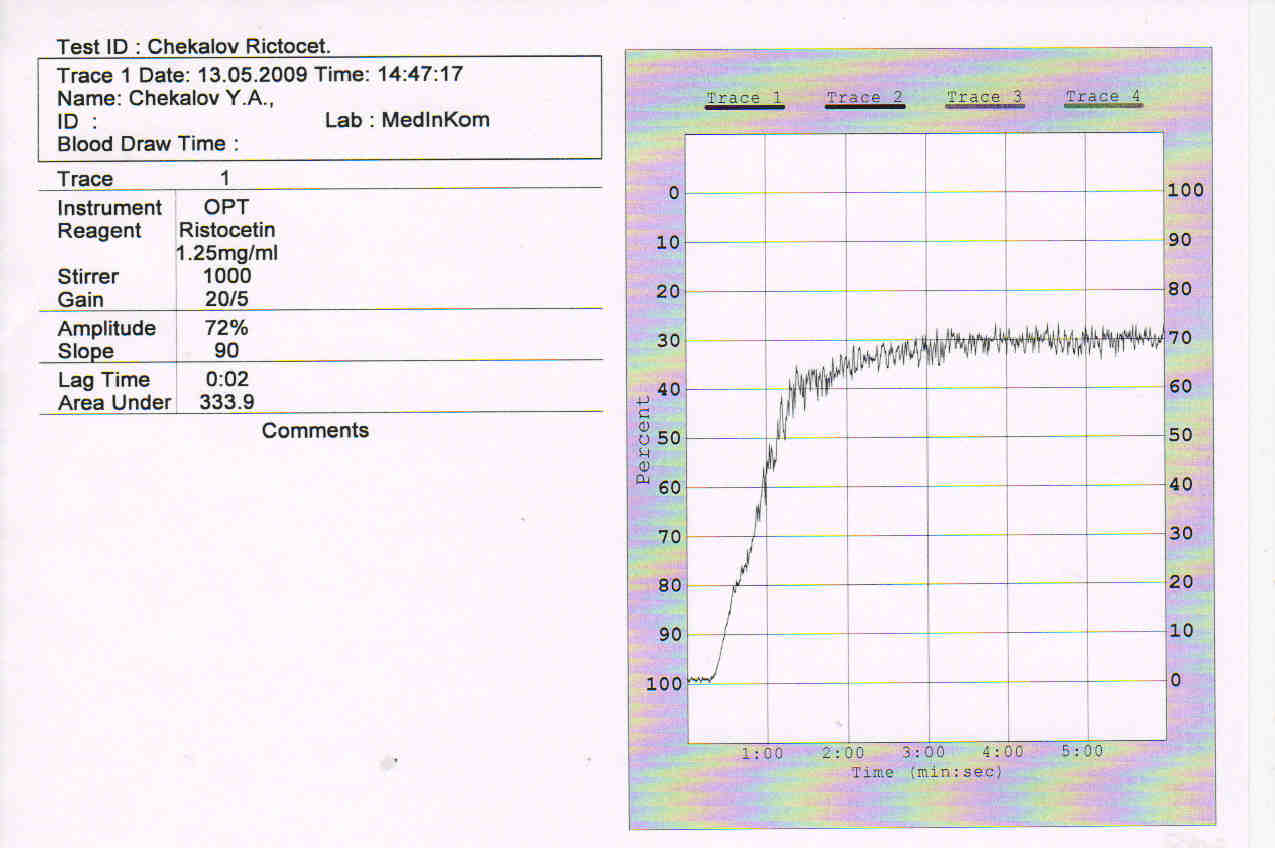 Test ID : Chekalov Rictocet.
Trace 1 Date: 13.05.2009 Time: 14:47:17
Name: Chekalov Y.A.,
ID : Lab : MedInKom
Blood Draw Time :
Trace 1
Instrument OPT
Reagent Ristocetin
1.25mg/ml
Stirrer 1000
Gain 20/5
Amplitude 72%
Slope 90
Lag Time 0:02
Area Under 333.9
Comments
Trace 1 Trace 2 Trace 3 Trace 4
0 100
10 90
20 80
30 70
40 60
50 50
60 40
70 30
80 20
90 10
100 0
Percent
1:00 2:00 3:00 4:00 5:00
Time (min:sec)